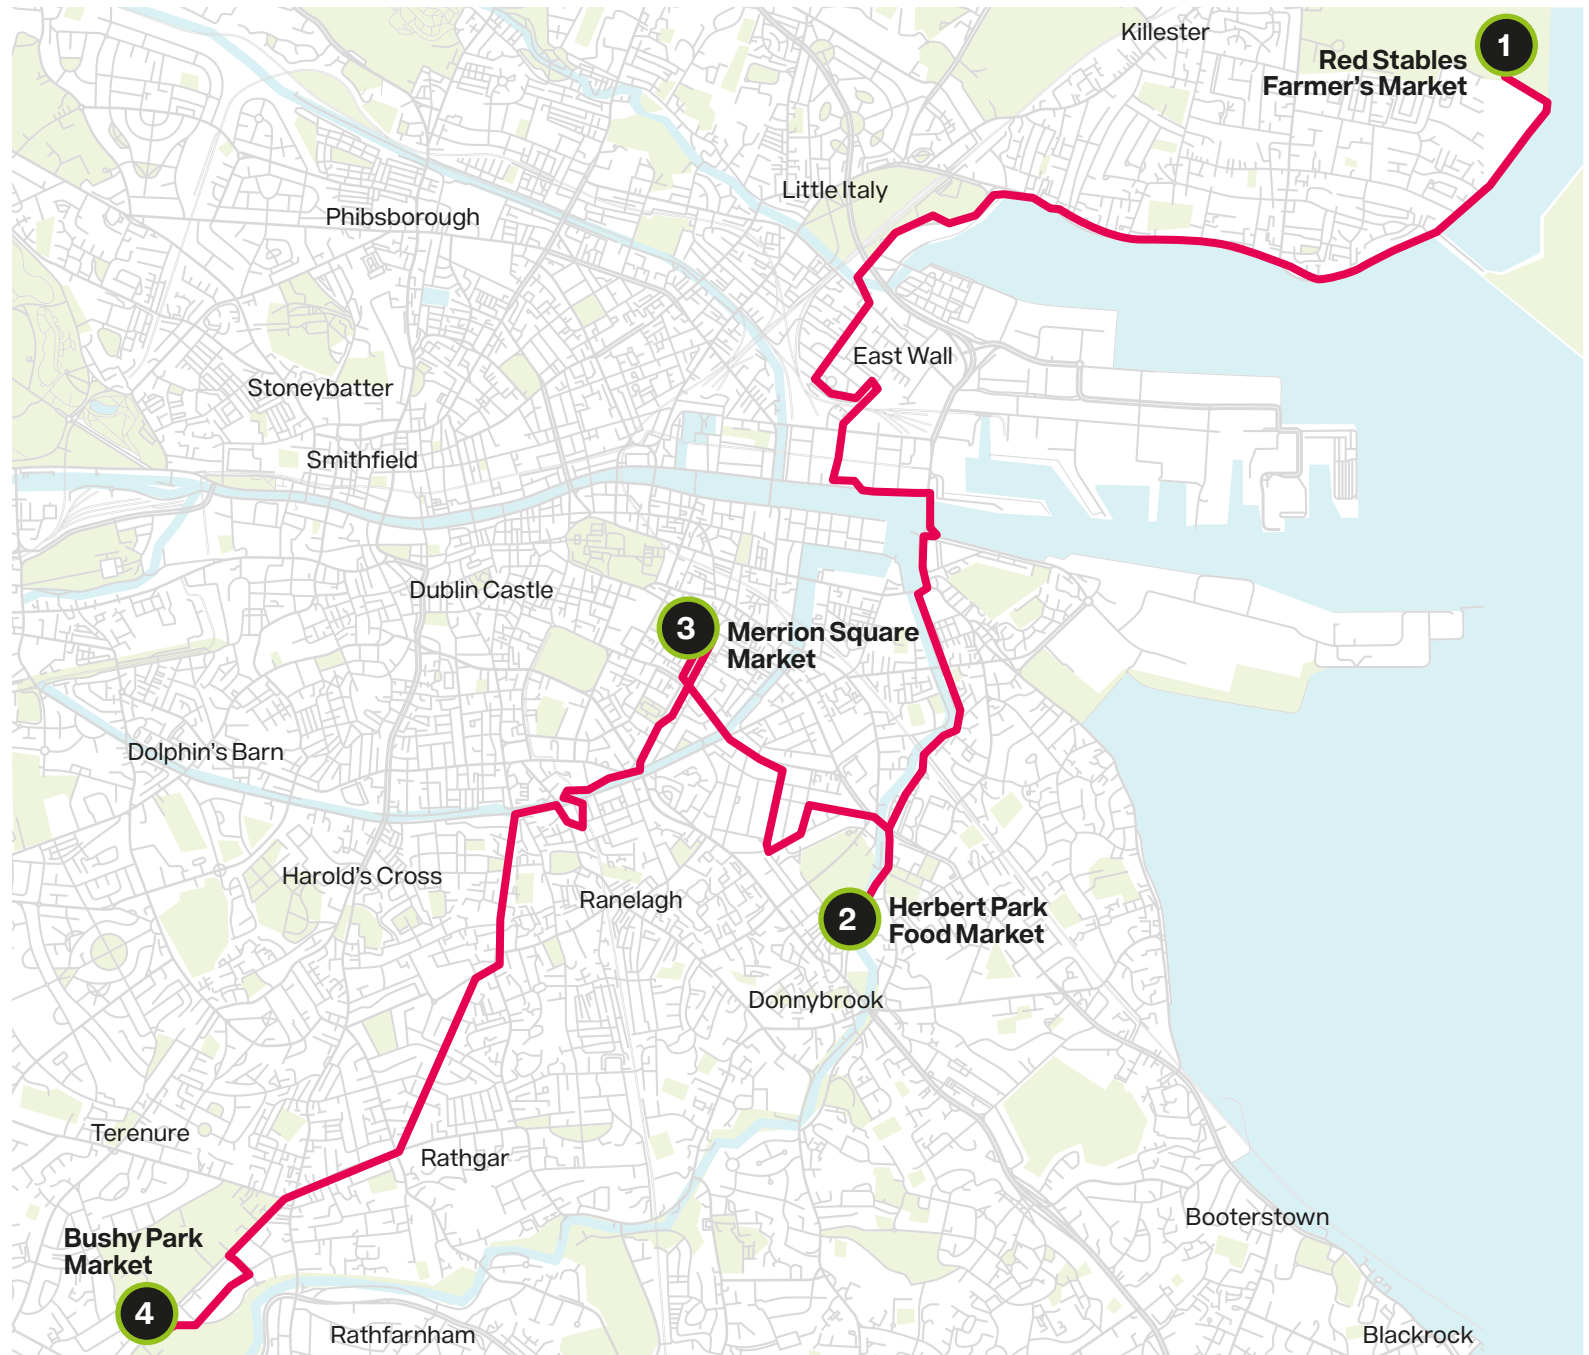 Killester
1
Red Stables
Farmer's Market
Little Italy
Phibsborough
East Wall
Stoneybatter
Smithfield
Dublin Castle
3
Merrion Square
Market
Dolphin's Barn
Harold's Cross
Ranelagh
2
Herbert Park
Food Market
Donnybrook
Terenure
Rathgar
Booterstown
Bushy Park
Market
4
Rathfarnham
Blackrock